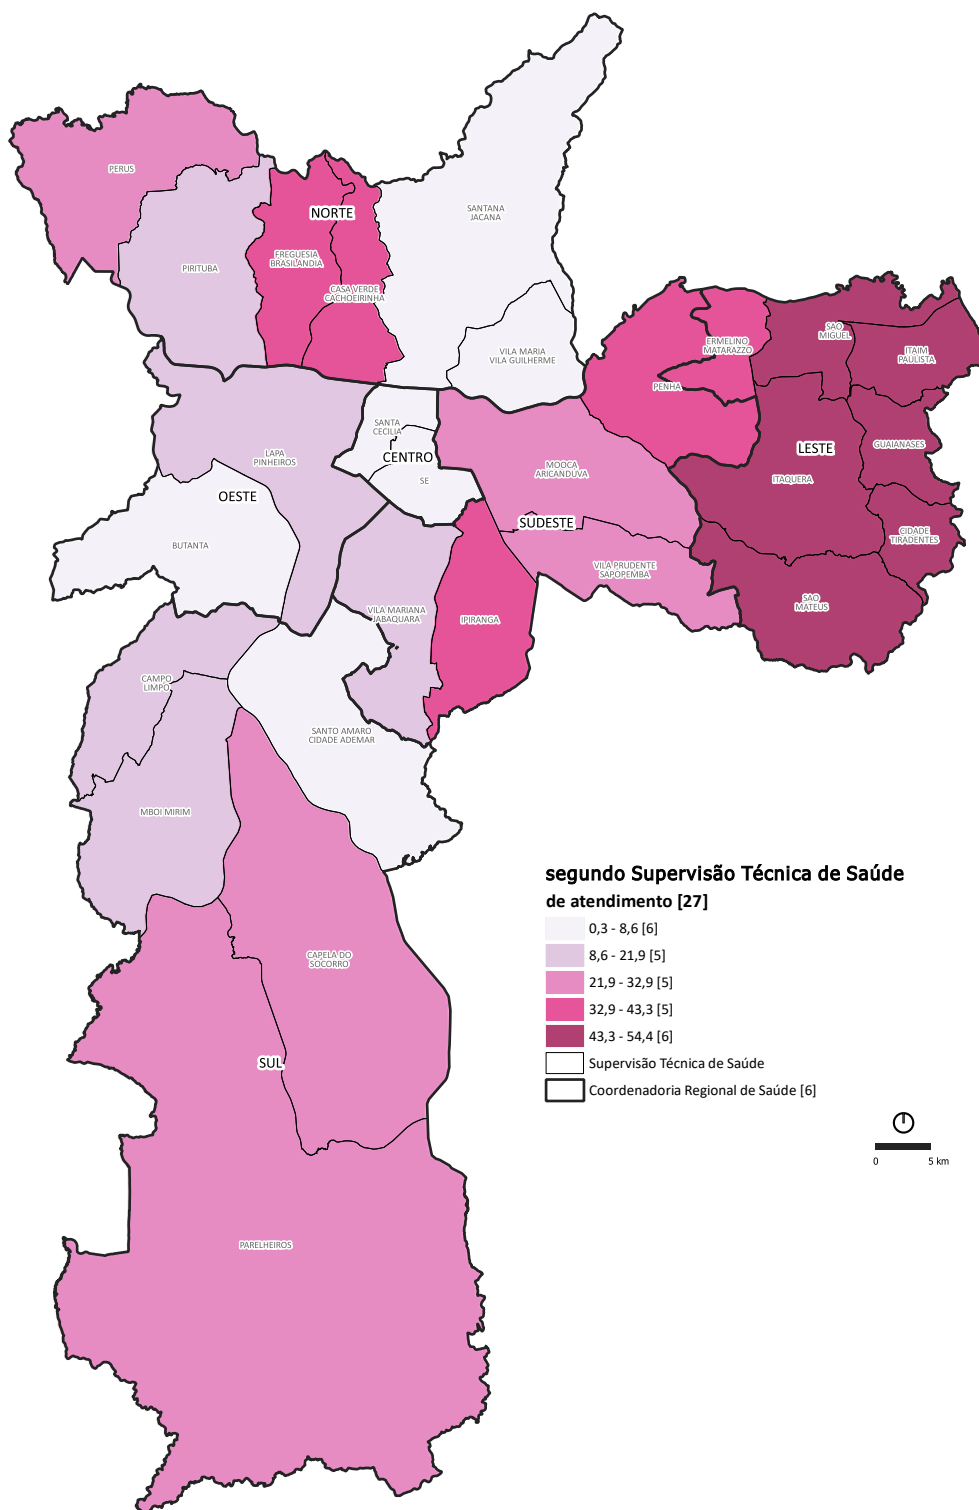 PERUS
SANTANA
JACANA
NORTE
FREGUESIA
BRASILANDIA
PIRITUBA
CASA VERDE
CACHOEIRINHA
VILA MARIA
VILA GUILHERME
SAO
MIGUEL
ERMELINO
MATARAZZO
ITAIM
PAULISTA
PENHA
SANTA
CECILIA
LESTE
GUAIANASES
LAPA
PINHEIROS
CENTRO
MOOCA
ARICANDUVA
ITAQUERA
SE
OESTE
SUDESTE
CIDADE
TIRADENTES
BUTANTA
VILA PRUDENTE
SAPOPEMBA
SAO
MATEUS
VILA MARIANA
JABAQUARA
IPIRANGA
CAMPO
LIMPO
SANTO AMARO
CIDADE ADEMAR
MBOI MIRIM
CAPELA DO
SOCORRO
SUL
PARELHEIROS
segundo Supervisão Técnica de Saúde
de atendimento [27]
0,3 - 8,6 [6]
8,6 - 21,9 [5]
21,9 - 32,9 [5]
32,9 - 43,3 [5]
43,3 - 54,4 [6]
Supervisão Técnica de Saúde
Coordenadoria Regional de Saúde [6]
0 5 km